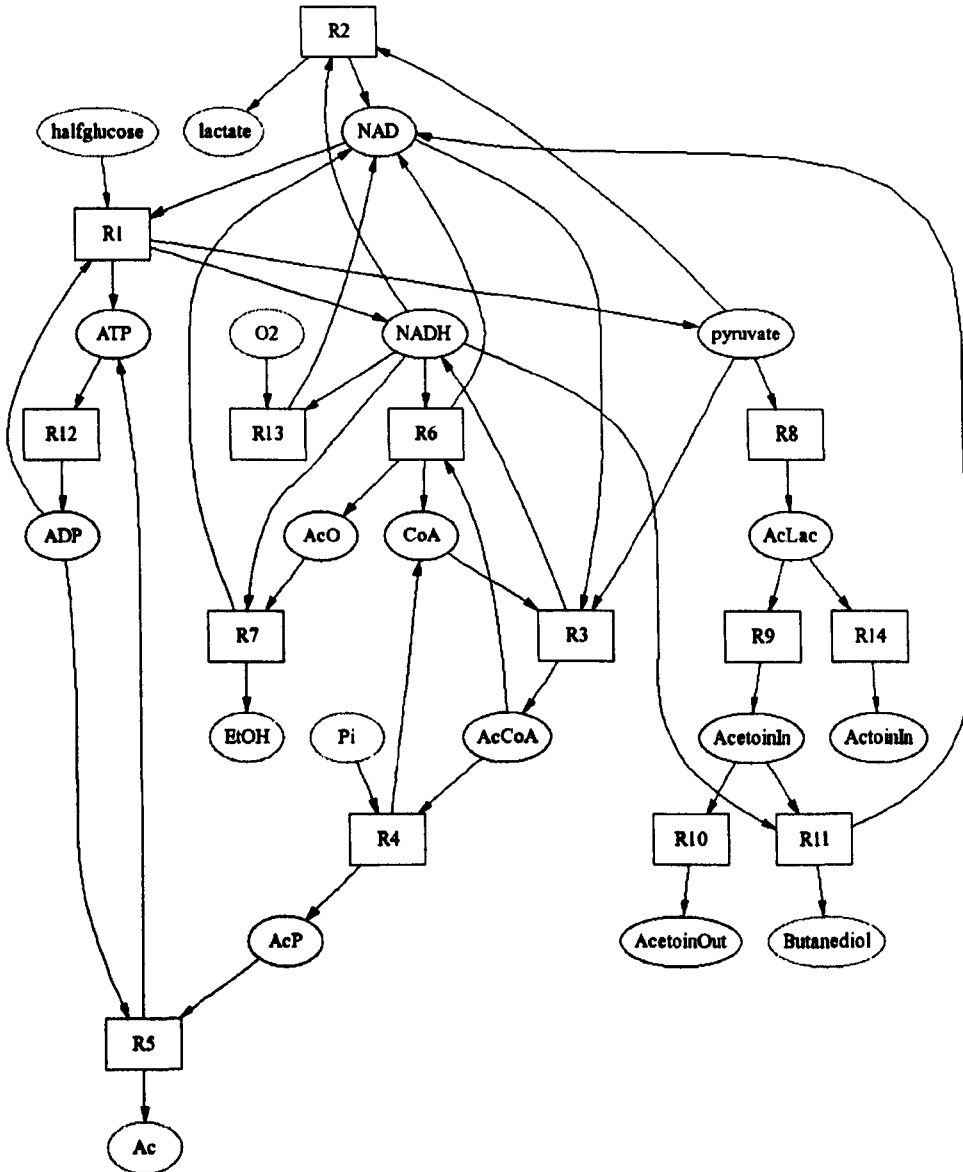 R2
halfglucose
lactate
NAD
R1
ATP
O2
NADH
pyruvate
R12
R13
R6
R8
ADP
AcO
CoA
AcLac
R7
R3
R9
R14
EtOH
Pi
AcCoA
AcetoinIn
ActoinIn
R4
R10
R11
AcP
AcetoinOut
Butanediol
R5
Ac